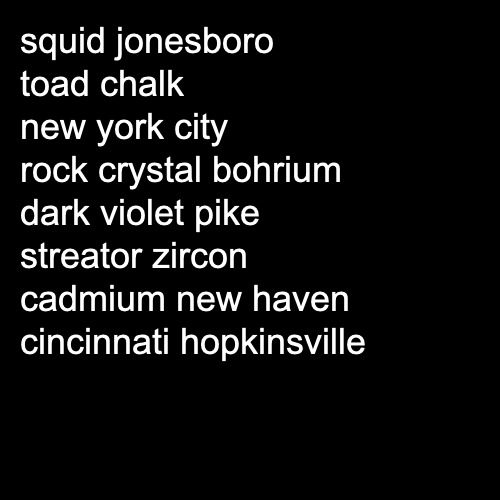 squid jonesboro
toad chalk
new york city
rock crystal bohrium
dark violet pike
streator zircon
cadmium new haven
cincinnati hopkinsville